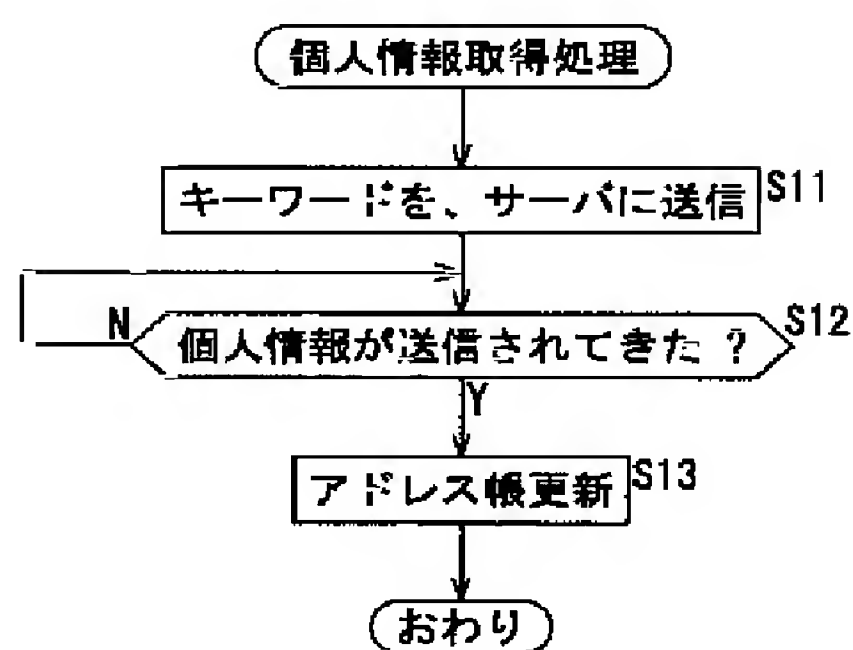 個人情報取得処理
キーワードを、サーバに送信 S11
N 個人情報が送信されてきた ? S12
Y
アドレス帳更新 S13
おわり